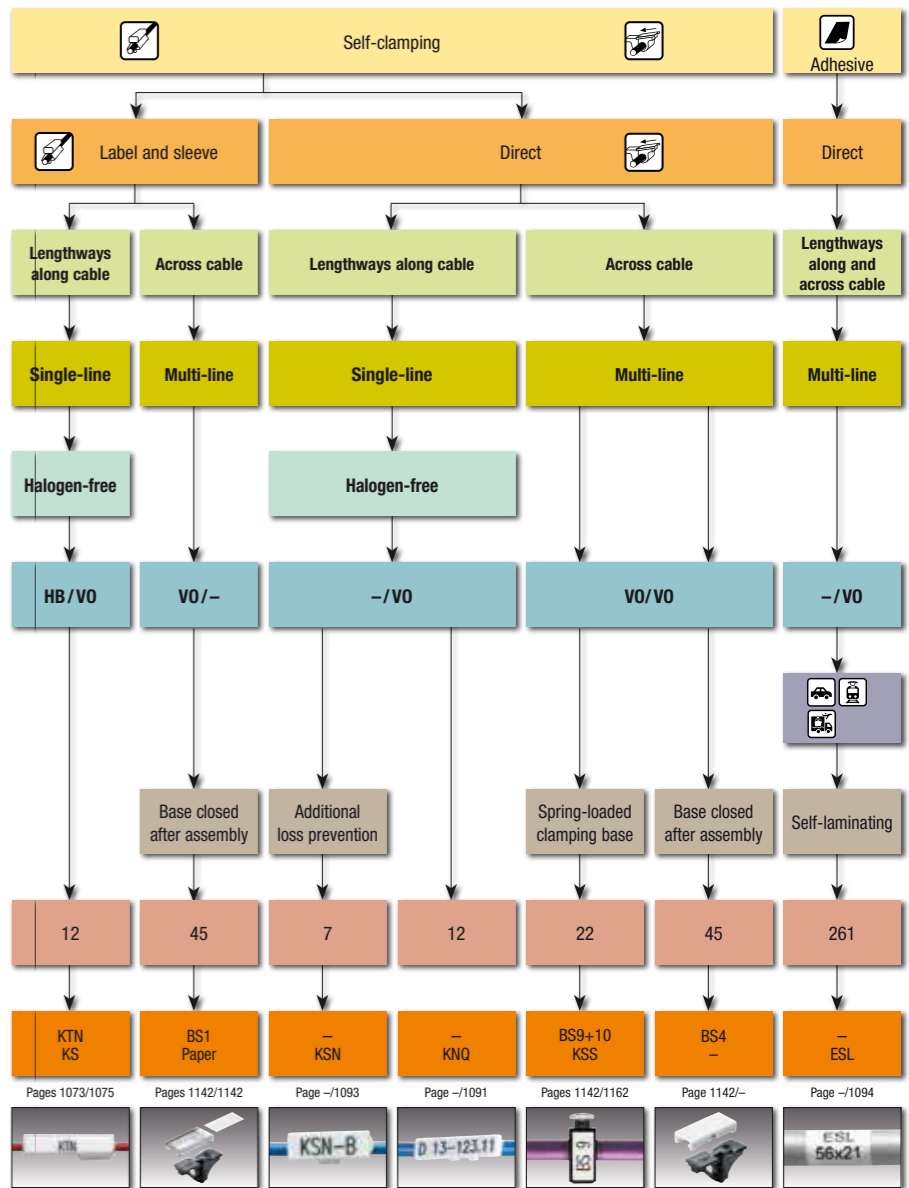 Self-clamping
Adhesive
Label and sleeve
Direct
Direct
Lengthways
along cable
Across cable
Lengthways along cable
Across cable
Lengthways
along and
across cable
Single-line
Multi-line
Single-line
Multi-line
Multi-line
Halogen-free
Halogen-free
HB/VO
VO/–
–/VO
VO/VO
–/VO
Base closed
after assembly
Additional
loss prevention
Spring-loaded
clamping base
Base closed
after assembly
Self-laminating
12
45
7
12
22
45
261
KTN
KS
BS1
Paper
–
KSN
–
KNQ
BS9+10
KSS
BS4
–
–
ESL
Pages 1073/1075
Pages 1142/1142
Page –/1093
Page –/1091
Pages 1142/1162
Page 1142/–
Page –/1094
KTN
KSN-B
D 13-123.11
BS 9
ESL
56x21